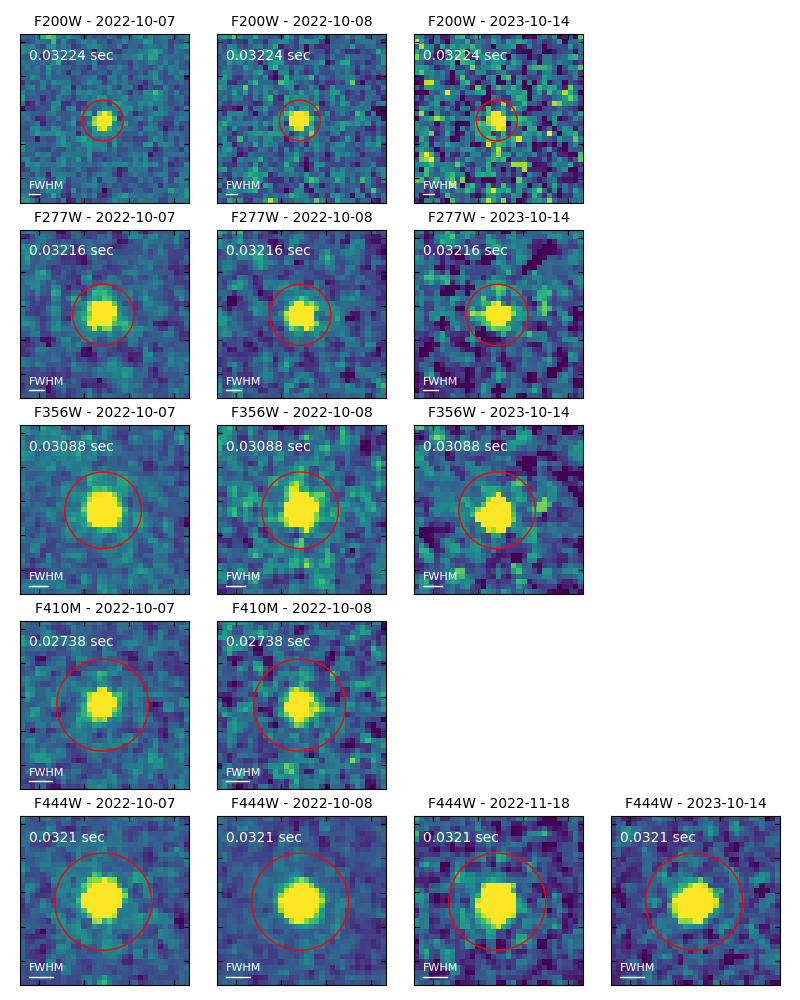 F200W - 2022-10-07
F200W - 2022-10-08
F200W - 2023-10-14
0.03224 sec
0.03224 sec
0.03224 sec
FWHM
FWHM
FWHM
F277W - 2022-10-07
F277W - 2022-10-08
F277W - 2023-10-14
0.03216 sec
0.03216 sec
0.03216 sec
FWHM
FWHM
FWHM
F356W - 2022-10-07
F356W - 2022-10-08
F356W - 2023-10-14
0.03088 sec
0.03088 sec
0.03088 sec
FWHM
FWHM
FWHM
F410M - 2022-10-07
F410M - 2022-10-08
0.02738 sec
0.02738 sec
FWHM
FWHM
F444W - 2022-10-07
F444W - 2022-10-08
F444W - 2022-11-18
F444W - 2023-10-14
0.0321 sec
0.0321 sec
0.0321 sec
0.0321 sec
FWHM
FWHM
FWHM
FWHM